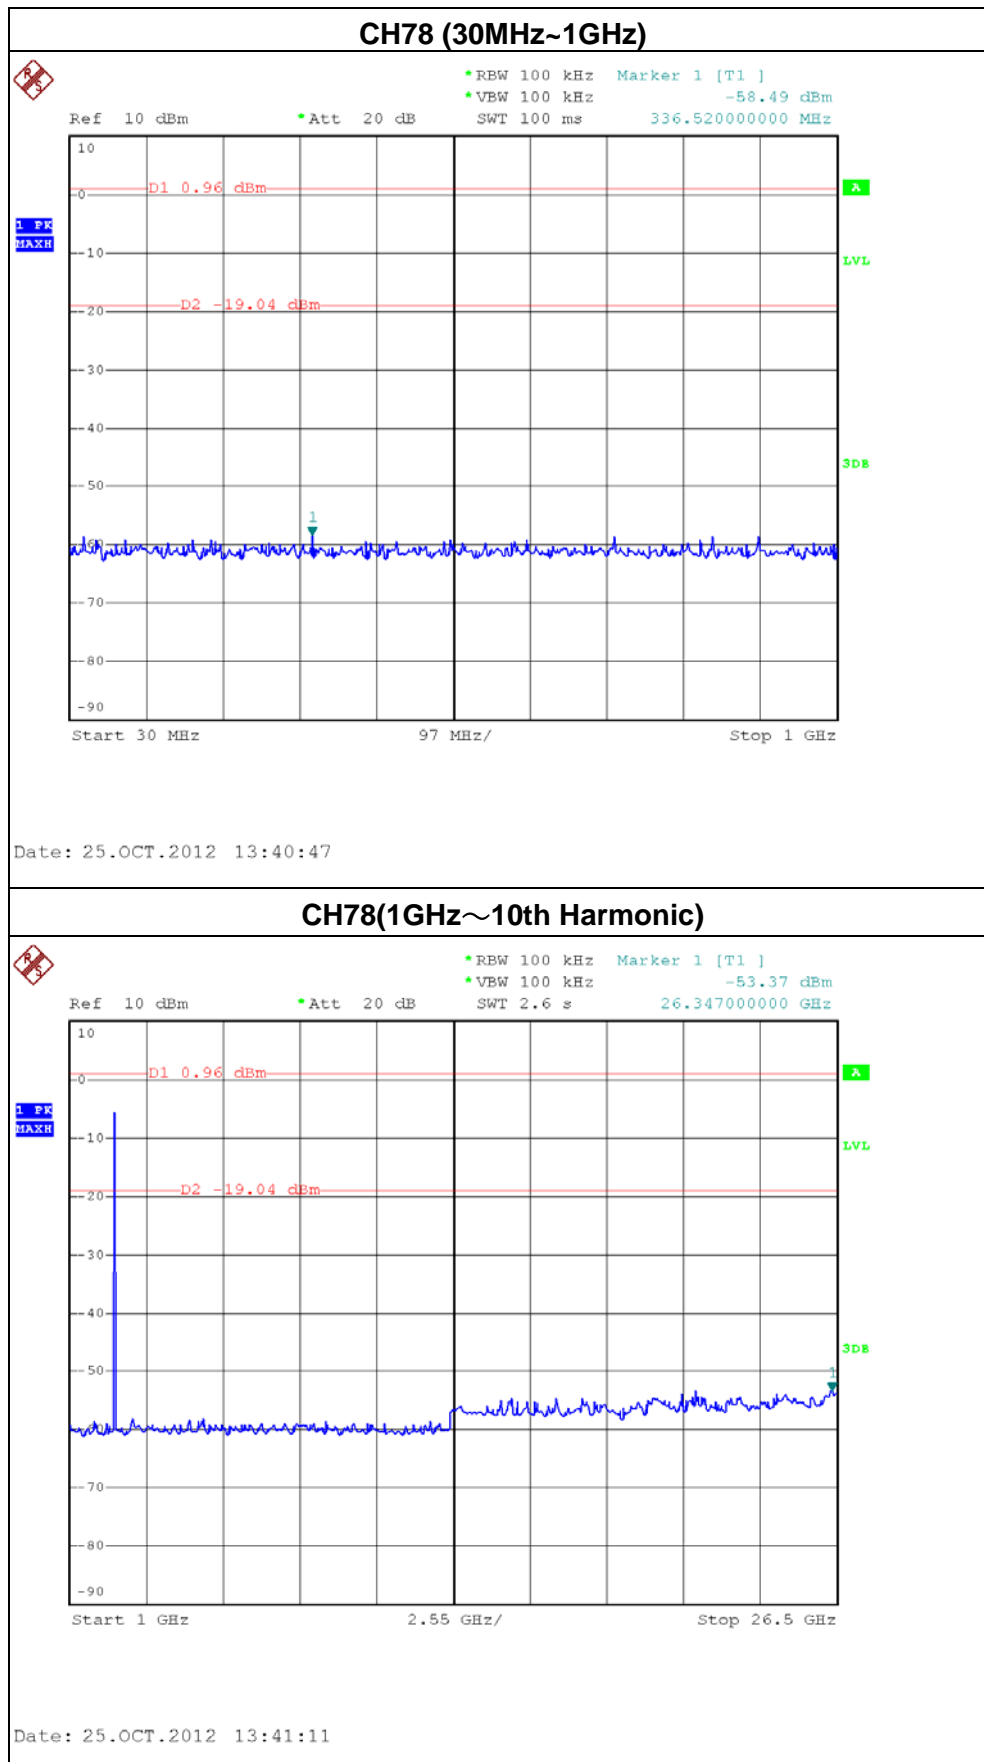 CH78 (30MHz~1GHz)
R S
*RBW 100 kHz Marker 1 [T1 ]
*VBW 100 kHz -58.49 dBm
Ref 10 dBm *Att 20 dB SWT 100 ms 336.520000000 MHz
10
D1 0.96 dBm
0
A
1 PK
MAXH
-10
LVL
D2 -19.04 dBm
-20
-30
-40
3DB
-50
1
-60
-70
-80
-90
Start 30 MHz 97 MHz/ Stop 1 GHz
Date: 25.OCT.2012 13:40:47
CH78(1GHz～10th Harmonic)
R S
*RBW 100 kHz Marker 1 [T1 ]
*VBW 100 kHz -53.37 dBm
Ref 10 dBm *Att 20 dB SWT 2.6 s 26.347000000 GHz
10
D1 0.96 dBm
0
A
1 PK
MAXH
-10
LVL
D2 -19.04 dBm
-20
-30
-40
3DB
-50
1
-60
-70
-80
-90
Start 1 GHz 2.55 GHz/ Stop 26.5 GHz
Date: 25.OCT.2012 13:41:11